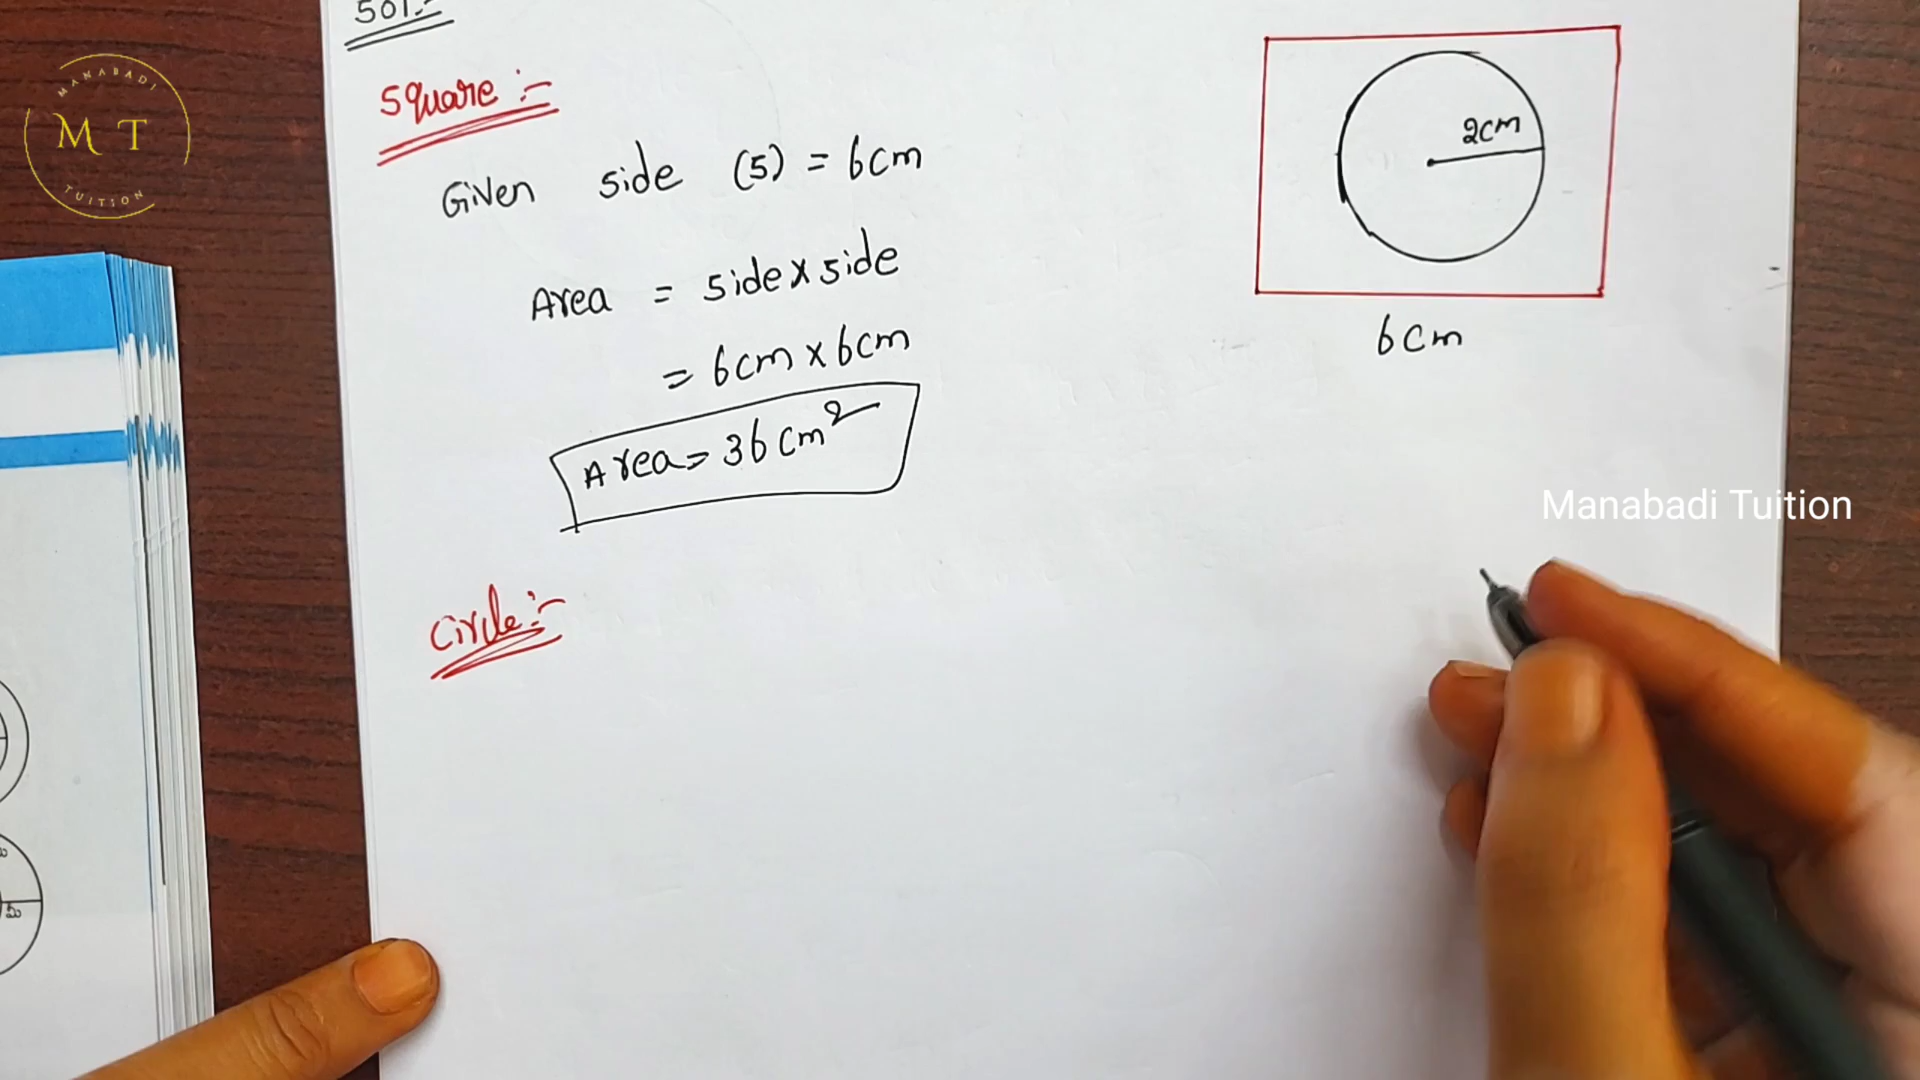 Sol:-
MANABADI
M T
TUITION
Square :-
Given side (S) = 6cm
Area = side x side
= 6cm x 6cm
Area = 36 cm²
Circle:-
2cm
6cm
Manabadi Tuition